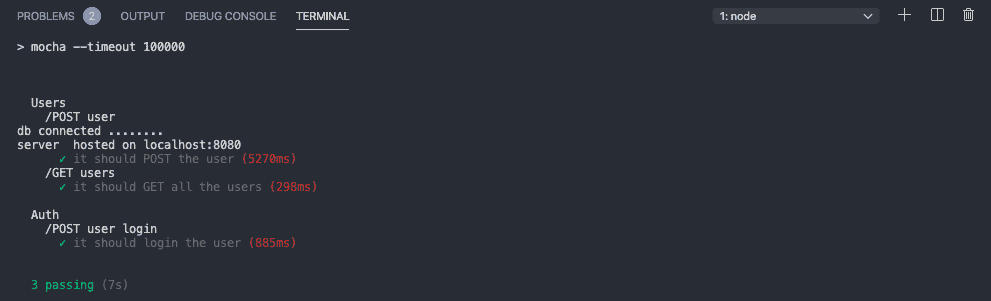 PROBLEMS 2 OUTPUT DEBUG CONSOLE TERMINAL 1: node
> mocha --timeout 100000
Users
/POST user
db connected ........
server  hosted on localhost:8080
✓ it should POST the user (5270ms)
/GET users
✓ it should GET all the users (298ms)
Auth
/POST user login
✓ it should login the user (885ms)
3 passing (7s)